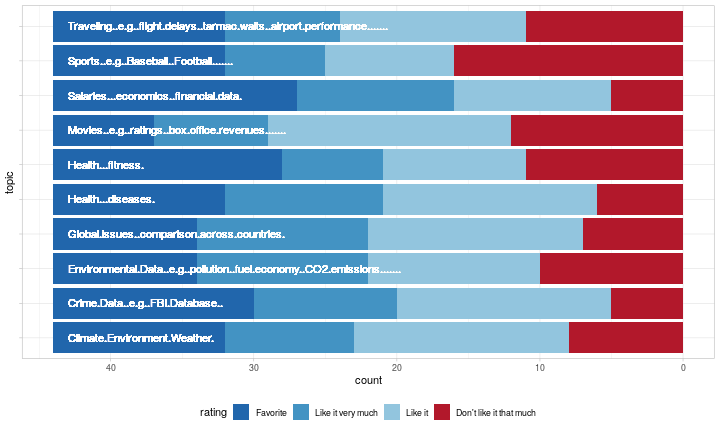 Traveling..e.g..flight.delays..tarmac.waits..airport.performance.......
Sports..e.g..Baseball..Football.......
Salaries...economics..financial.data.
Movies..e.g..ratings..box.office.revenues.......
Health...fitness.
Health...diseases.
Global.Issues..comparison.across.countries.
Environmental.Data..e.g..pollution..fuel.economy..CO2.emissions.......
Crime.Data..e.g..FBI.Database..
Climate.Environment.Weather.
topic
40 30 20 10 0
count
rating Favorite Like it very much Like it Don't like it that much